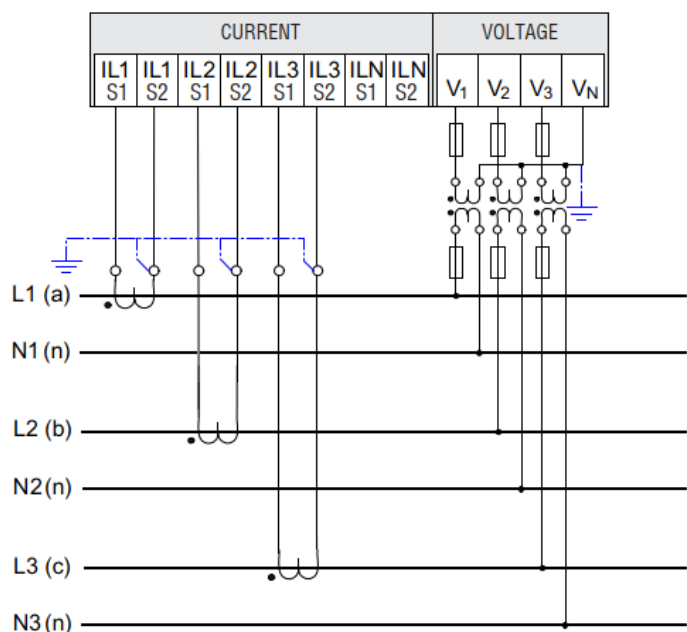 CURRENT VOLTAGE
IL1 IL1 IL2 IL2 IL3 IL3 ILN ILN
S1 S2 S1 S2 S1 S2 S1 S2
V1 V2 V3 VN
L1 (a)
N1 (n)
L2 (b)
N2 (n)
L3 (c)
N3 (n)